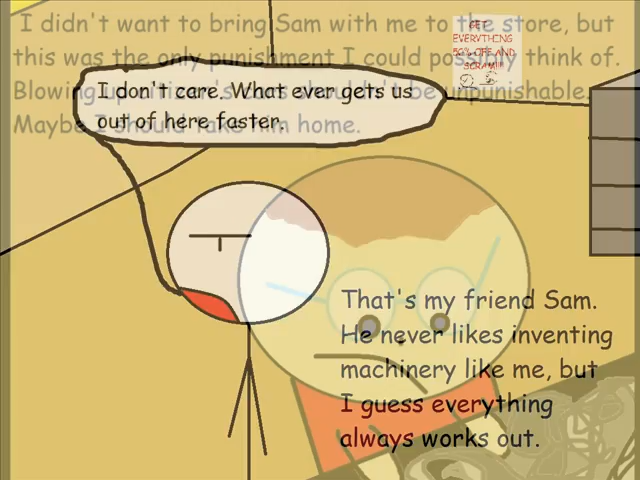 I didn't want to bring Sam with me to the store, but
this was the only punishment I could possibly think of.
Blowing up
unpunishable.
Maybe I should take him home.
GET
EVERYTHING
50% OFF AND
SCRAM!!!
I don't care. What ever gets us
out of here faster.
That's my friend Sam.
He never likes inventing
machinery like me, but
I guess everything
always works out.